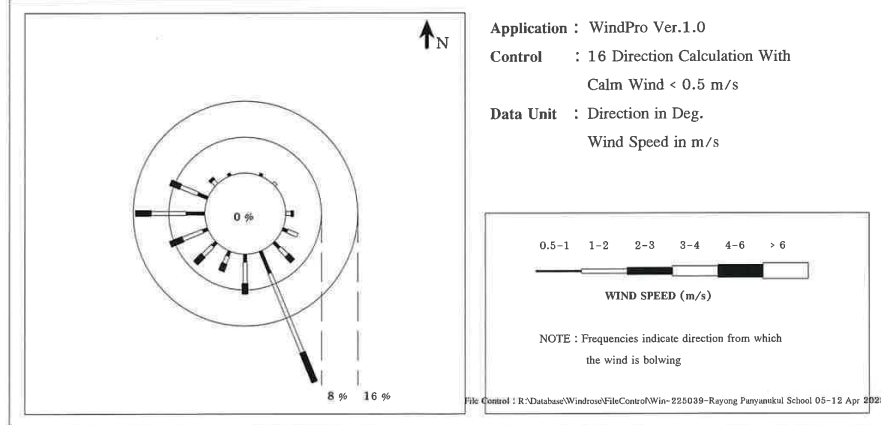 N
0 %
8 % 16 %
Application : WindPro Ver.1.0
Control : 16 Direction Calculation With
Calm Wind < 0.5 m/s
Data Unit : Direction in Deg.
Wind Speed in m/s
0.5-1 1-2 2-3 3-4 4-6 > 6
WIND SPEED (m/s)
NOTE : Frequencies indicate direction from which
the wind is bolwing
File Control : R:\Database\Windrose\FileControl\Win-225039-Rayong Panyanukul School 05-12 Apr